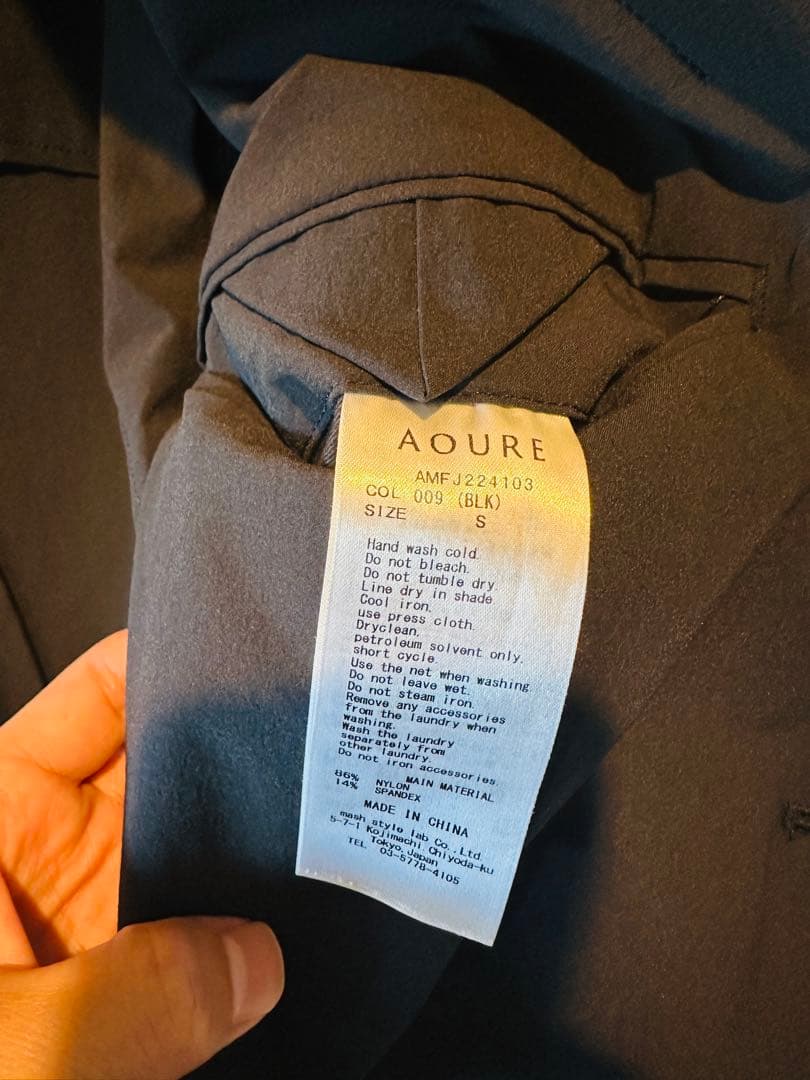 AOURE
AMFJ224103
COL 009 (BLK)
SIZE S
Hand wash cold.
Do not bleach.
Do not tumble dry.
Line dry in shade
Cool iron.
use press cloth.
Dryclean.
petroleum solvent only.
short cycle.
Use the net when washing.
Do not leave wet.
Do not steam iron.
Remove any accessories
from the laundry when
washing.
Wash the laundry
separately from
other laundry.
Do not iron accessories
MAIN MATERIAL
86% NYLON
14% SPANDEX
MADE IN CHINA
mash style lab Co., Ltd.
5-7-1 Kojimachi, Chiyoda-ku
Tokyo, Japan
TEL 03-5778-4105